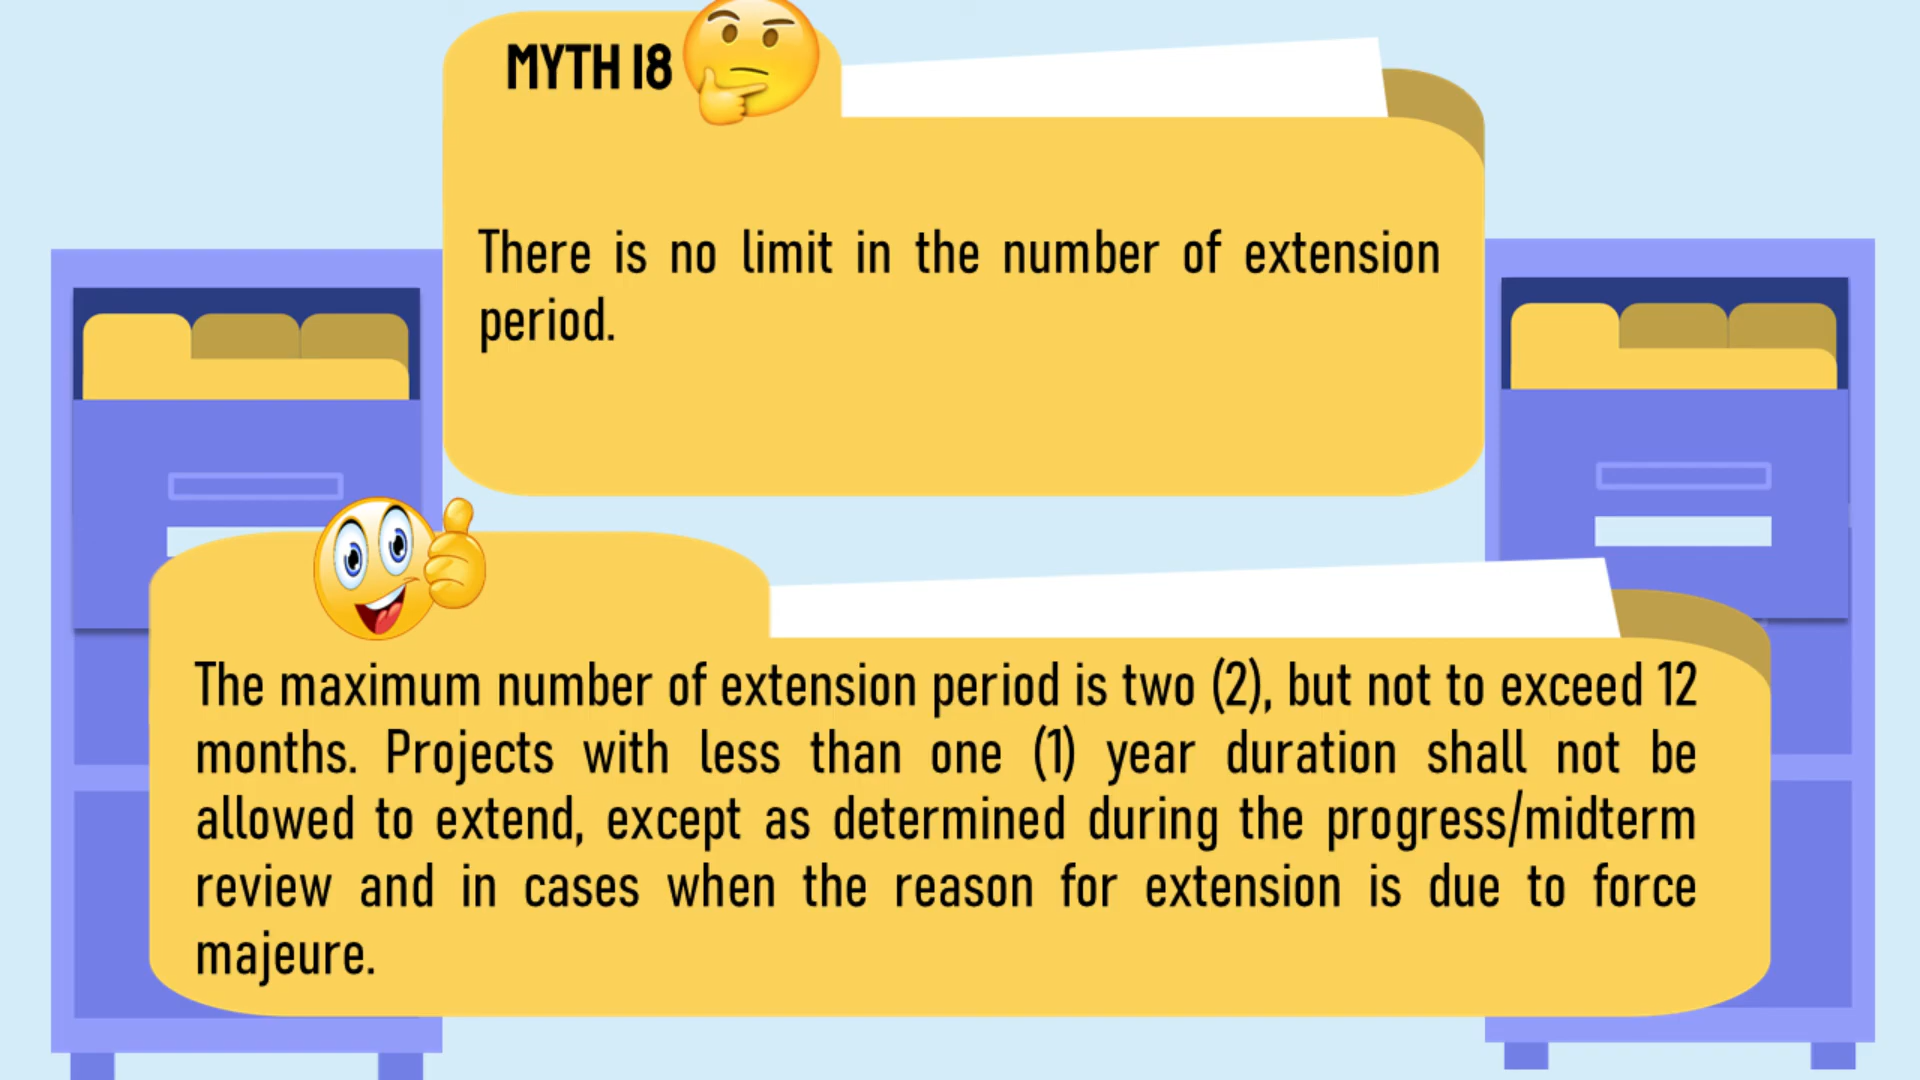 MYTH 18
There is no limit in the number of extension
period.
The maximum number of extension period is two (2), but not to exceed 12
months. Projects with less than one (1) year duration shall not be
allowed to extend, except as determined during the progress/midterm
review and in cases when the reason for extension is due to force
majeure.